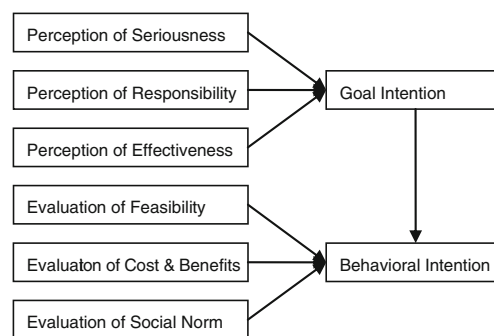 Perception of Seriousness
Perception of Responsibility
Goal Intention
Perception of Effectiveness
Evaluation of Feasibility
Evaluaton of Cost & Benefits
Behavioral Intention
Evaluation of Social Norm